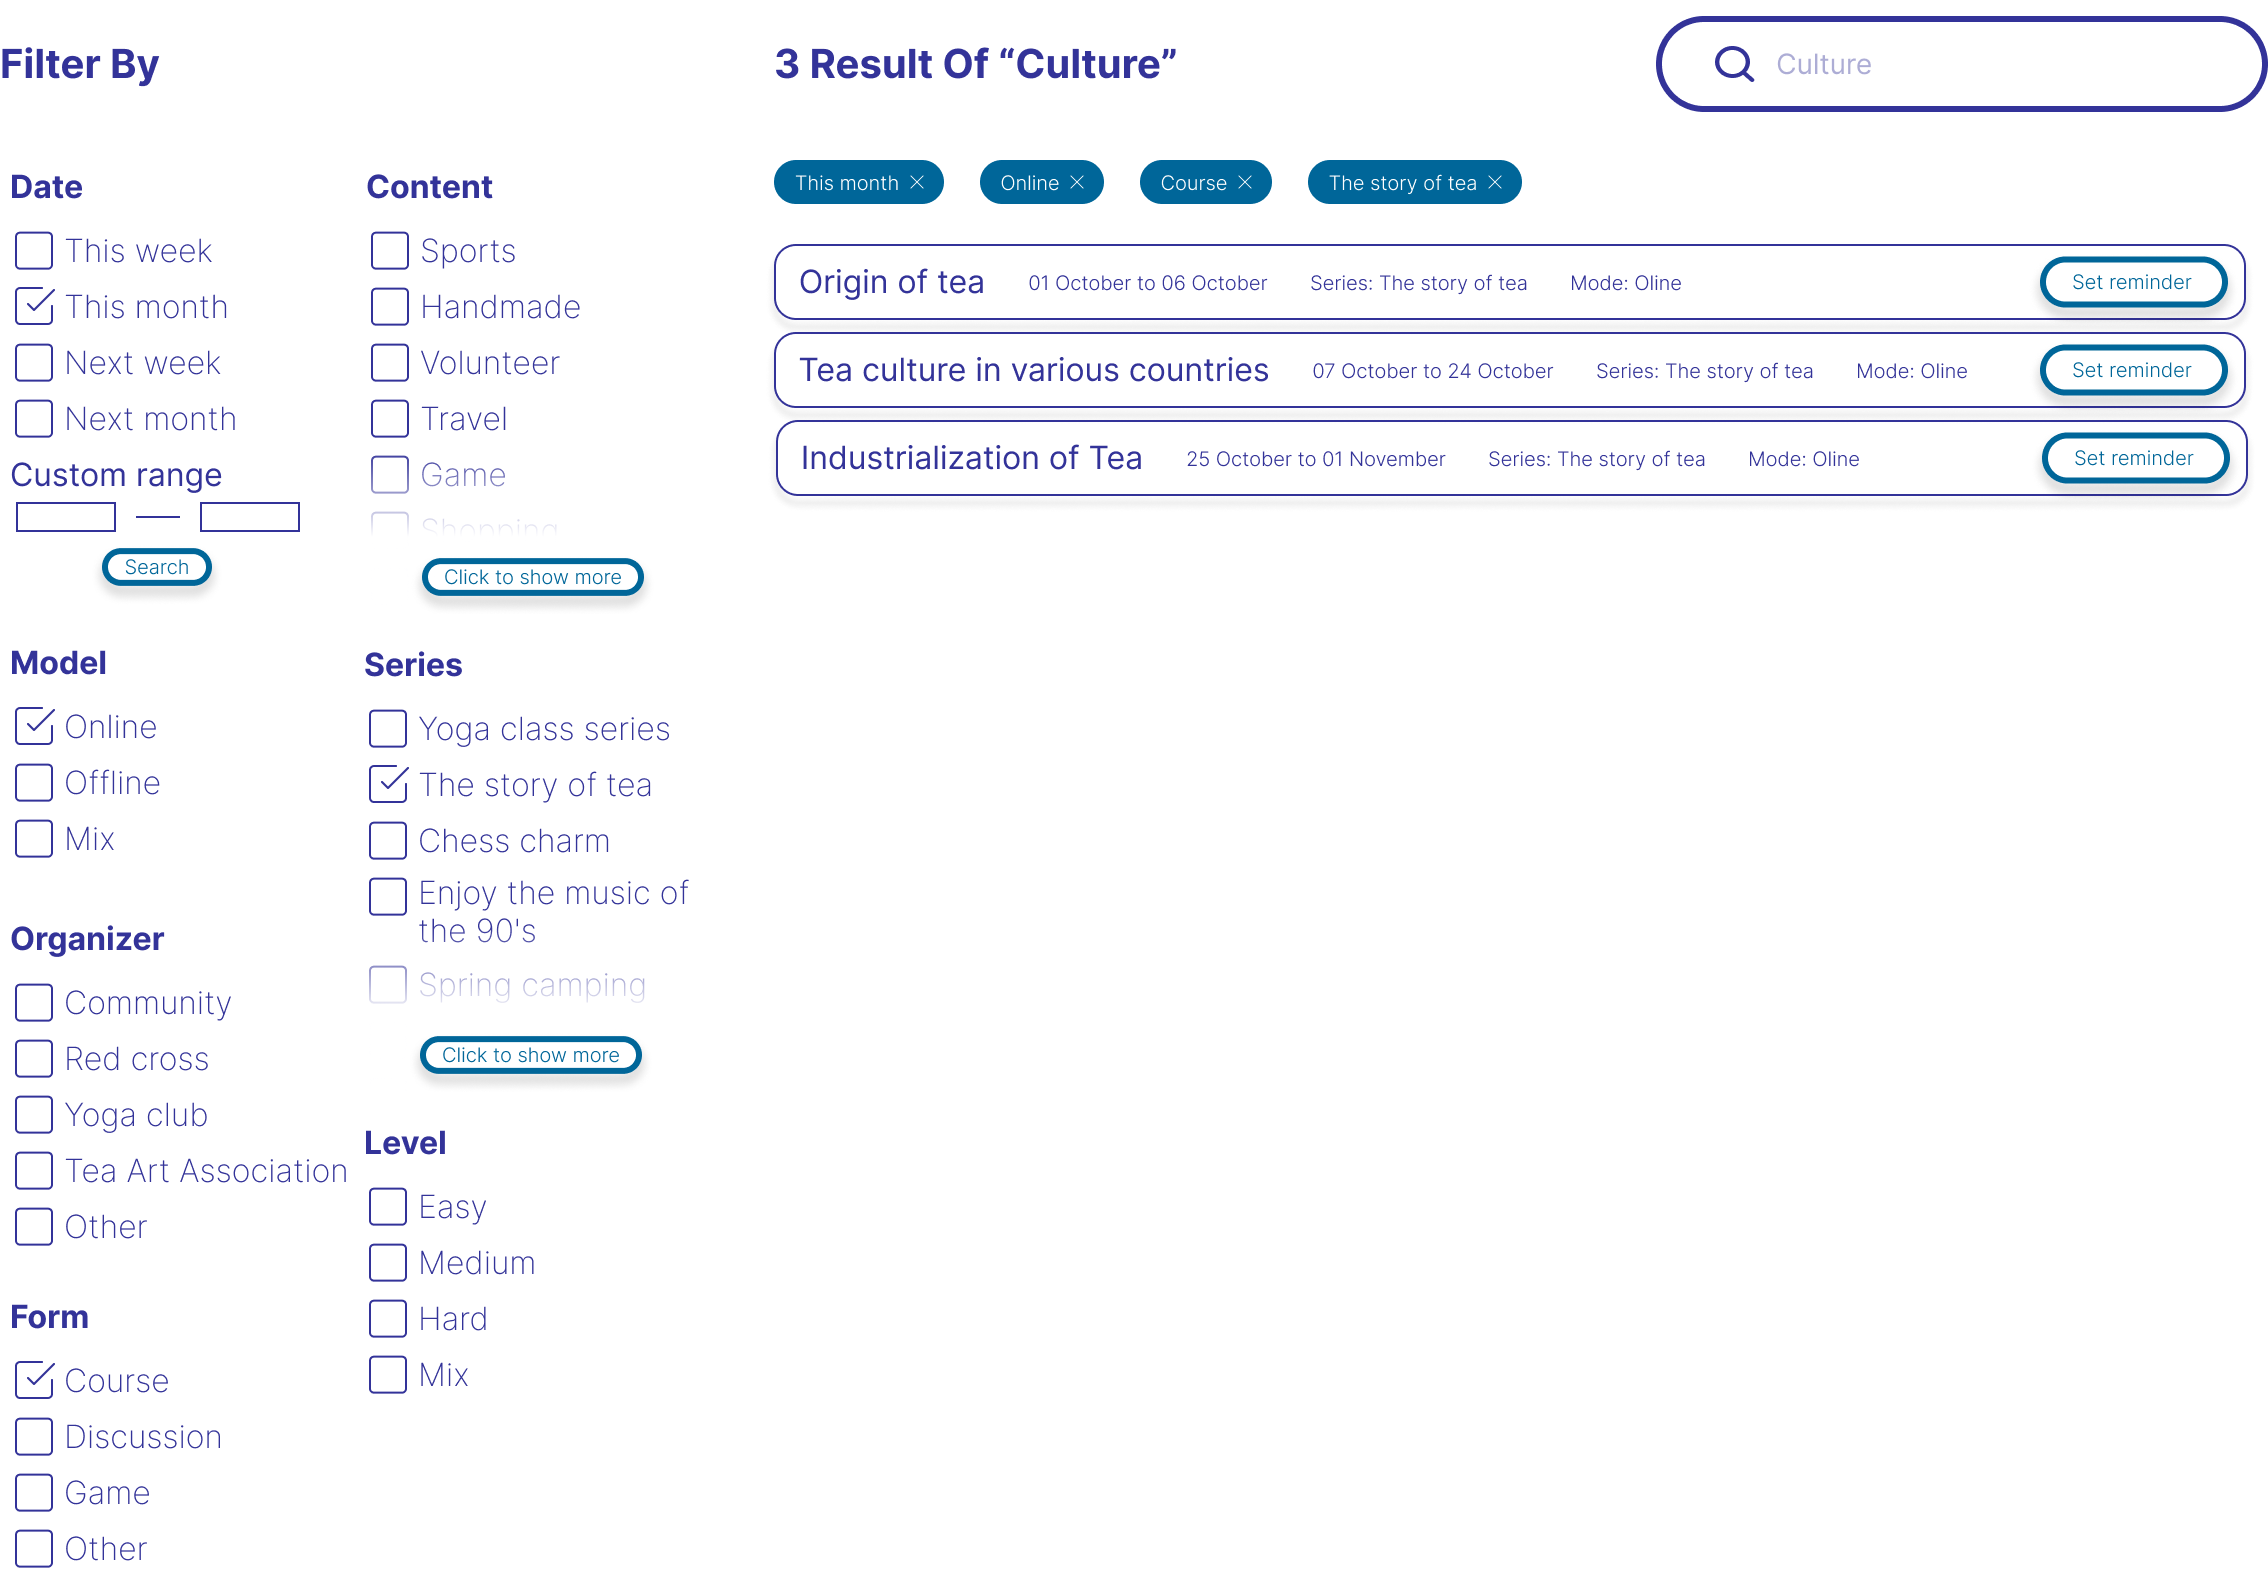 Filter By
Date
This week
This month
Next week
Next month
Custom range
Search
Model
Online
Offline
Mix
Organizer
Community
Red cross
Yoga club
Tea Art Association
Other
Form
Course
Discussion
Game
Other
Content
Sports
Handmade
Volunteer
Travel
Game
Shopping
Click to show more
Series
Yoga class series
The story of tea
Chess charm
Enjoy the music of
the 90's
Spring camping
Click to show more
Level
Easy
Medium
Hard
Mix
3 Result Of “Culture”
Culture
This month Online Course The story of tea
Origin of tea 01 October to 06 October Series: The story of tea Mode: Oline Set reminder
Tea culture in various countries 07 October to 24 October Series: The story of tea Mode: Oline Set reminder
Industrialization of Tea 25 October to 01 November Series: The story of tea Mode: Oline Set reminder